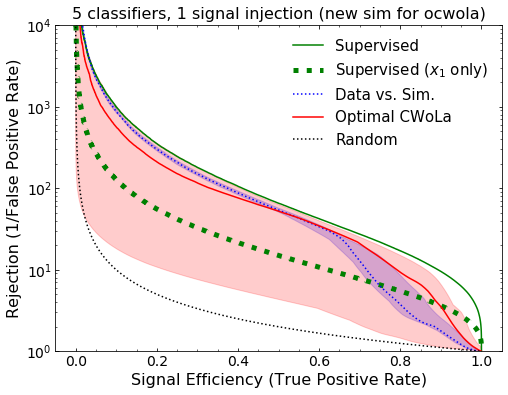 5 classifiers, 1 signal injection (new sim for ocwola)
Rejection (1/False Positive Rate)
10⁴
10³
10²
10¹
10⁰
Supervised
Supervised (x₁ only)
Data vs. Sim.
Optimal CWoLa
Random
0.0 0.2 0.4 0.6 0.8 1.0
Signal Efficiency (True Positive Rate)